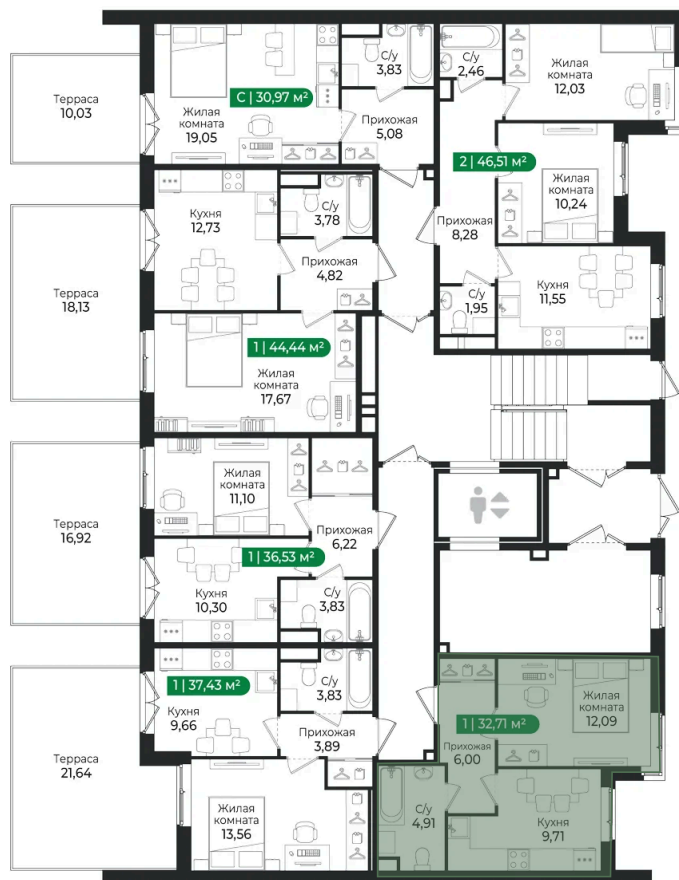 Терраса
10,03
Жилая
комната
19,05
С | 30,97 м²
С/у
3,83
Прихожая
5,08
С/у
2,46
Жилая
комната
12,03
2 | 46,51 м²
Жилая
комната
10,24
Прихожая
8,28
С/у
1,95
Кухня
11,55
Терраса
18,13
Кухня
12,73
С/у
3,78
Прихожая
4,82
1 | 44,44 м²
Жилая
комната
17,67
Терраса
16,92
Жилая
комната
11,10
Прихожая
6,22
1 | 36,53 м²
Кухня
10,30
С/у
3,83
Терраса
21,64
1 | 37,43 м²
Кухня
9,66
С/у
3,83
Прихожая
3,89
Жилая
комната
13,56
Жилая
комната
12,09
1 | 32,71 м²
Прихожая
6,00
С/у
4,91
Кухня
9,71